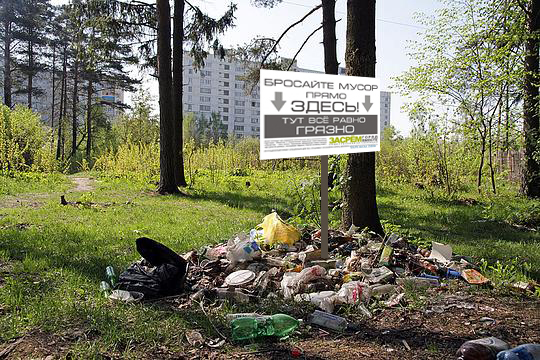 БРОСАЙТЕ МУСОР
ПРЯМО
ЗДЕСЬ!
ТУТ ВСЁ РАВНО
ГРЯЗНО